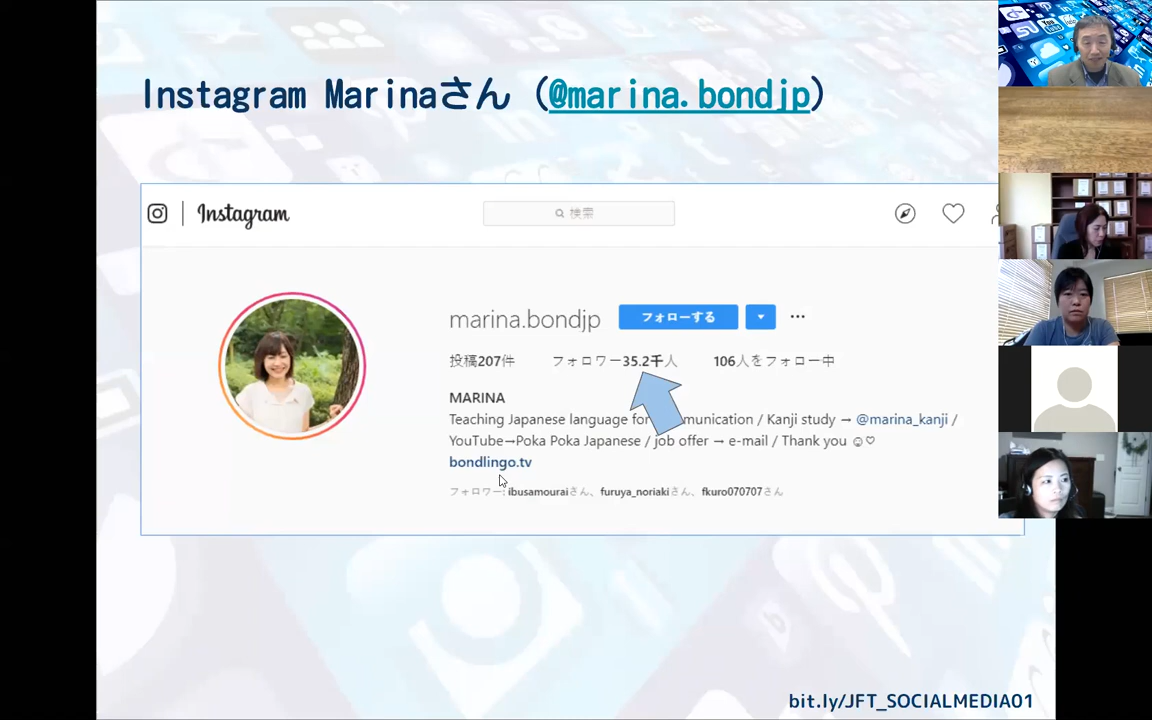 Instagram Marinaさん (@marina.bondjp)
Instagram
検索
marina.bondjp フォローする
投稿207件 フォロワー35.2千人 106人をフォロー中
MARINA
Teaching Japanese language for munication / Kanji study → @marina_kanji /
YouTube→Poka Poka Japanese / job offer → e-mail / Thank you ☺♡
bondlingo.tv
フォロワー: ibusamouraiさん、furuya_noriakiさん、fkuro070707さん
bit.ly/JFT_SOCIALMEDIA01